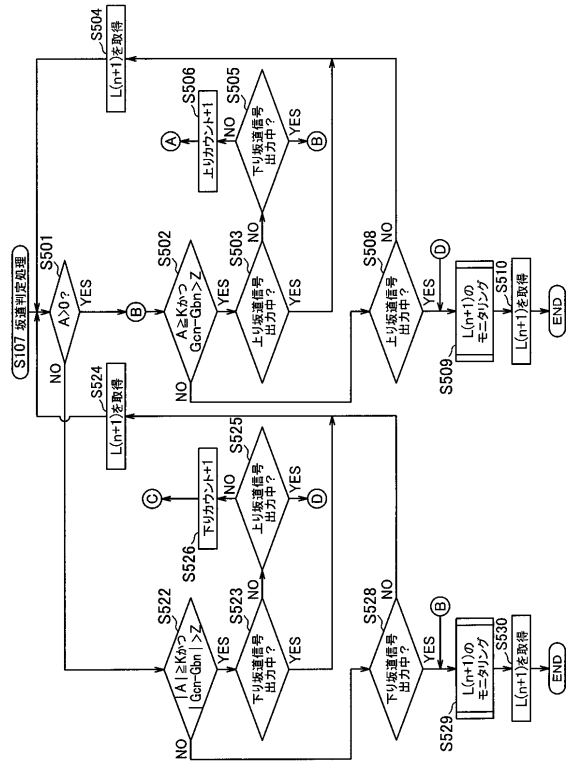 S107 坂道判定処理
S501
A>0?
NO
YES
B
S502
A≧Kかつ
Gcn-Gbn>Z
NO
YES
S503
上り坂道信号
出力中?
NO
YES
S504
L(n+1)を取得
S505
下り坂道信号
出力中?
NO
YES
B
S506
上りカウント+1
A
S508
上り坂道信号
出力中?
NO
YES
D
S509
L(n+1)の
モニタリング
S510
L(n+1)を取得
END
S522
|A|≧Kかつ
|Gcn-Gbn|>Z
NO
YES
S523
下り坂道信号
出力中?
NO
YES
S524
L(n+1)を取得
S525
上り坂道信号
出力中?
NO
YES
D
S526
下りカウント+1
C
S528
下り坂道信号
出力中?
NO
YES
B
S529
L(n+1)の
モニタリング
S530
L(n+1)を取得
END